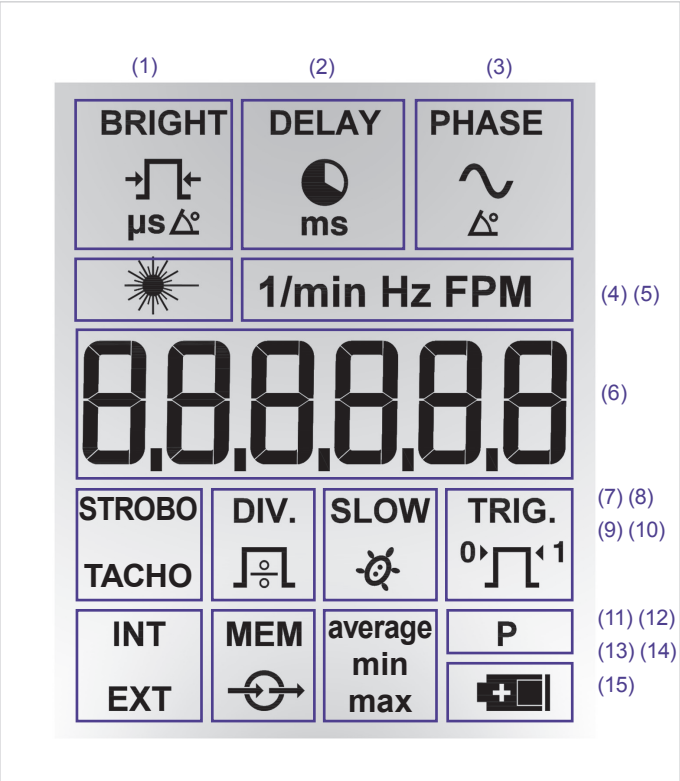 (1) (2) (3)
BRIGHT DELAY PHASE
µs ms
1/min Hz FPM (4) (5)
8.8.8.8.8.8 (6)
STROBO DIV. SLOW TRIG. (7) (8)
(9) (10)
0 1
TACHO
INT MEM average P (11) (12)
min (13) (14)
EXT max (15)